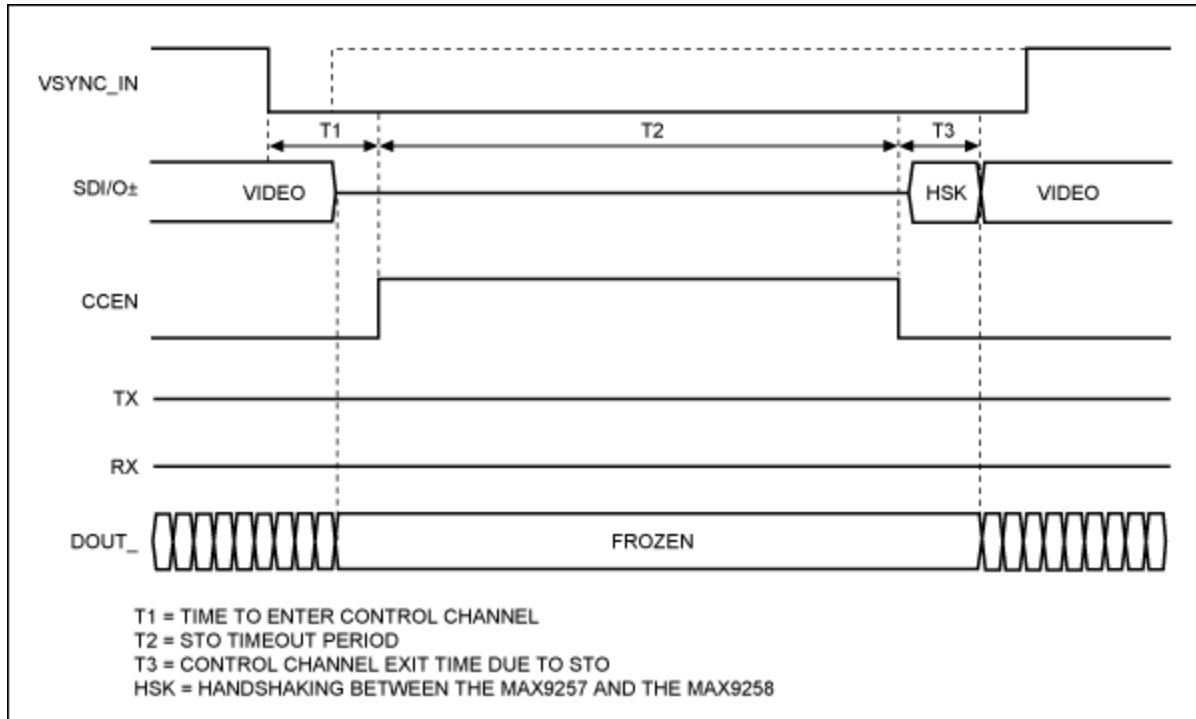 VSYNC_IN
T1 T2 T3
SDI/O± VIDEO HSK VIDEO
CCEN
TX
RX
DOUT_ FROZEN
T1 = TIME TO ENTER CONTROL CHANNEL
T2 = STO TIMEOUT PERIOD
T3 = CONTROL CHANNEL EXIT TIME DUE TO STO
HSK = HANDSHAKING BETWEEN THE MAX9257 AND THE MAX9258